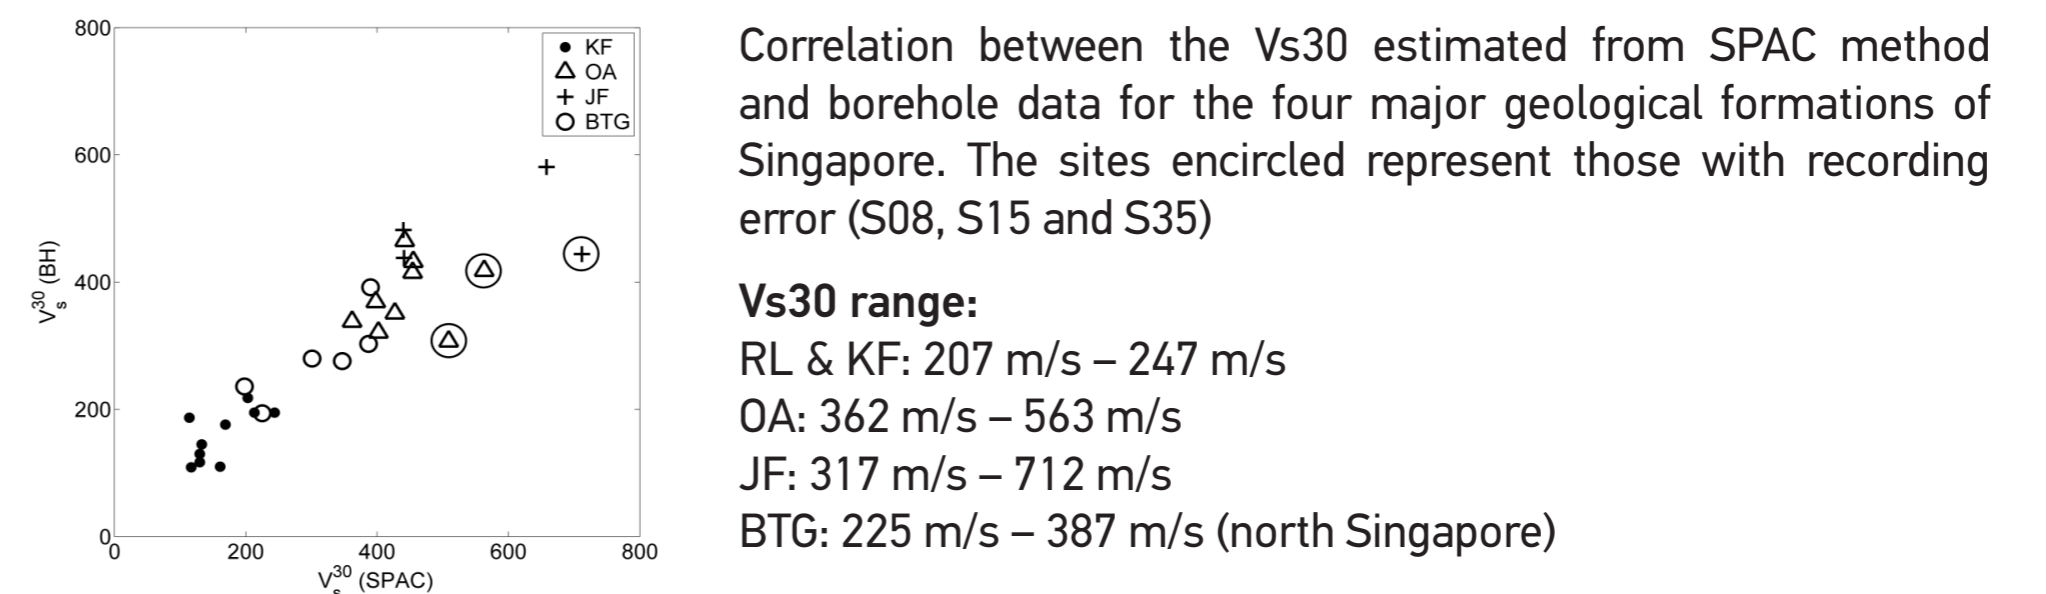 800
600
400
200
0
0 200 400 600 800
V_s^30 (BH)
V_s^30 (SPAC)
KF
OA
JF
BTG
Correlation between the Vs30 estimated from SPAC method
and borehole data for the four major geological formations of
Singapore. The sites encircled represent those with recording
error (S08, S15 and S35)
Vs30 range:
RL & KF: 207 m/s – 247 m/s
OA: 362 m/s – 563 m/s
JF: 317 m/s – 712 m/s
BTG: 225 m/s – 387 m/s (north Singapore)